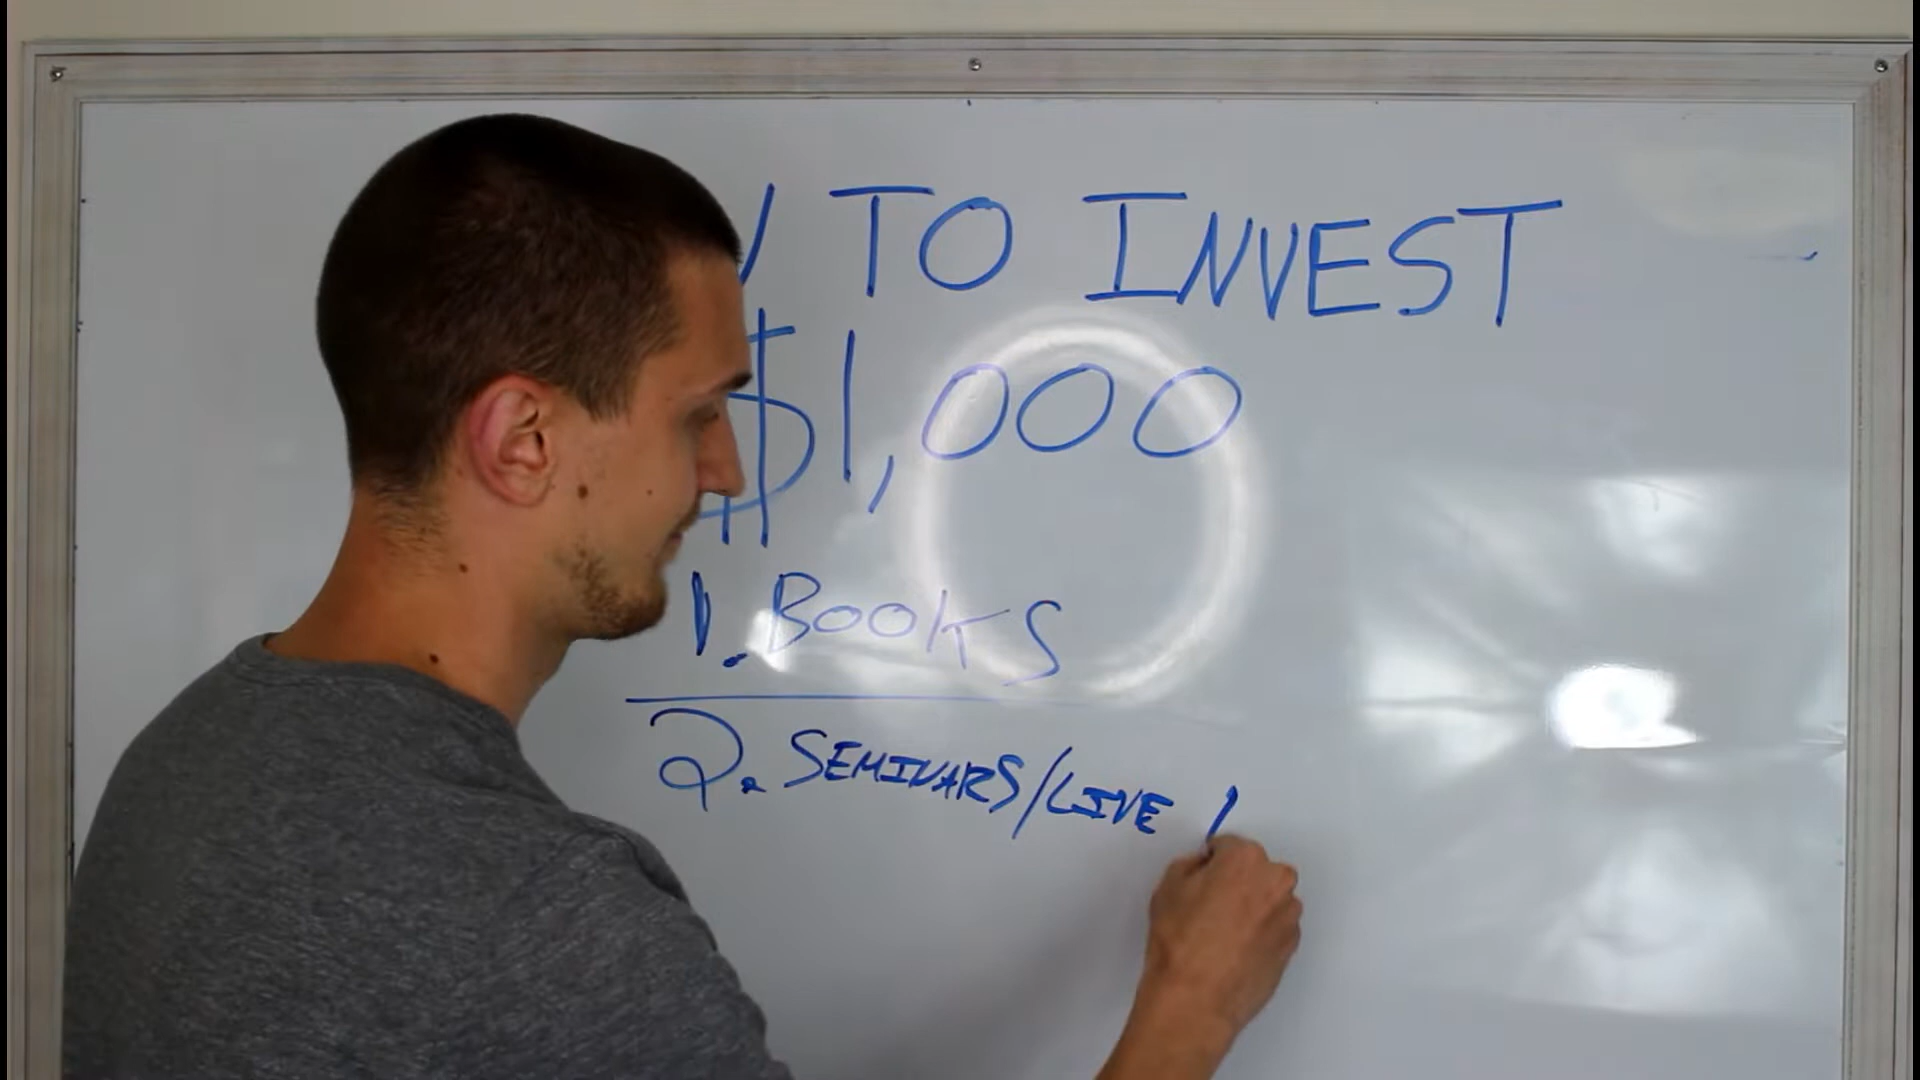 TO INVEST
$1,000
1. BOOKS
2. SEMINARS/LIVE